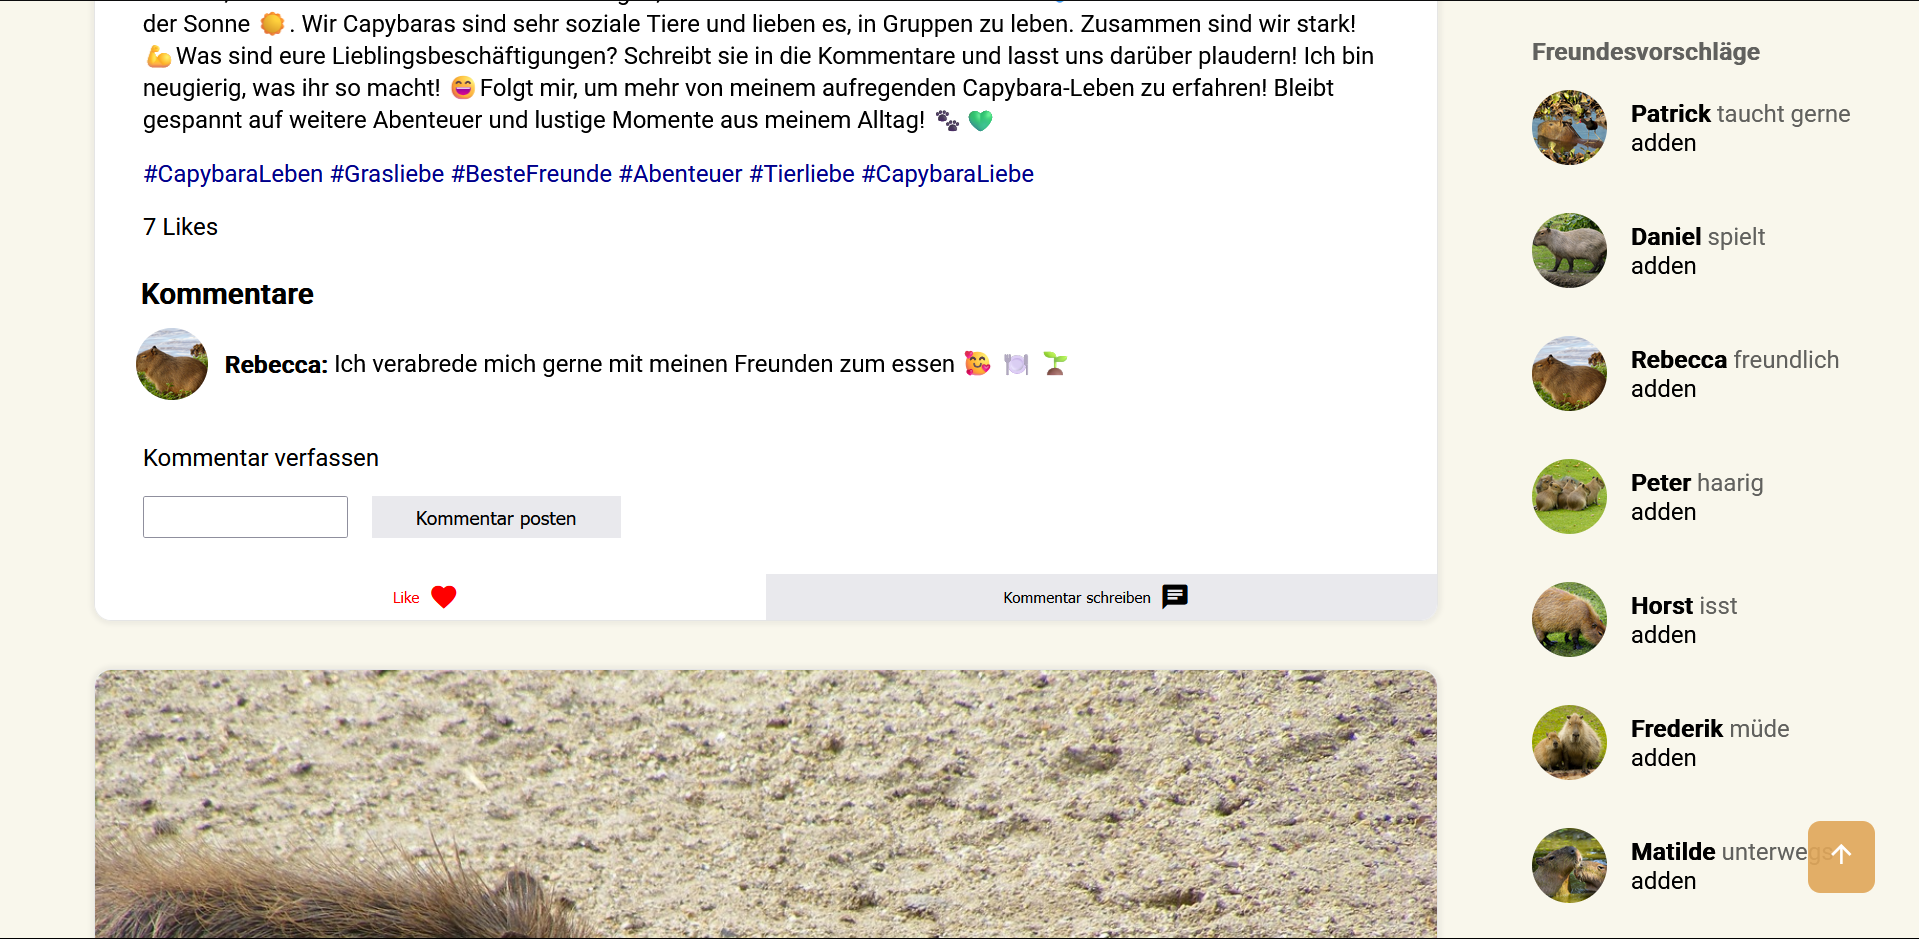 der Sonne 🌞. Wir Capybaras sind sehr soziale Tiere und lieben es, in Gruppen zu leben. Zusammen sind wir stark!
💪Was sind eure Lieblingsbeschäftigungen? Schreibt sie in die Kommentare und lasst uns darüber plaudern! Ich bin
neugierig, was ihr so macht! 😄Folgt mir, um mehr von meinem aufregenden Capybara-Leben zu erfahren! Bleibt
gespannt auf weitere Abenteuer und lustige Momente aus meinem Alltag! 🐾 💚
#CapybaraLeben #Grasliebe #BesteFreunde #Abenteuer #Tierliebe #CapybaraLiebe
7 Likes
Kommentare
Rebecca: Ich verabrede mich gerne mit meinen Freunden zum essen 🥰 🍽️ 🌱
Kommentar verfassen
Kommentar posten
Like
Kommentar schreiben
Freundesvorschläge
Patrick taucht gerne
adden
Daniel spielt
adden
Rebecca freundlich
adden
Peter haarig
adden
Horst isst
adden
Frederik müde
adden
Matilde unterwegs
adden